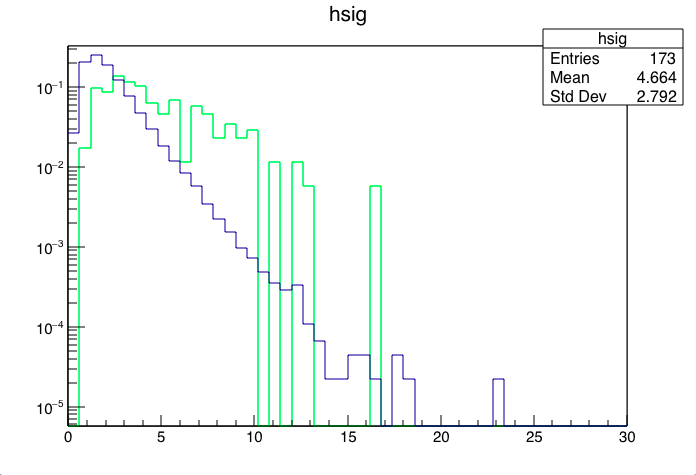 hsig
hsig
Entries 173
Mean 4.664
Std Dev 2.792
10⁻¹
10⁻²
10⁻³
10⁻⁴
10⁻⁵
0 5 10 15 20 25 30